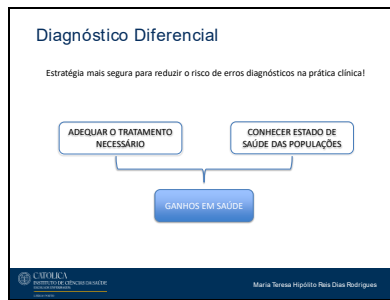 Diagnóstico Diferencial
Estratégia mais segura para reduzir o risco de erros diagnósticos na prática clínica!
ADEQUAR O TRATAMENTO
NECESSÁRIO
CONHECER ESTADO DE
SAÚDE DAS POPULAÇÕES
GANHOS EM SAÚDE
CATOLICA
INSTITUTO DE CIÊNCIAS DA SAÚDE
Maria Teresa Hipólito Reis Dias Rodrigues